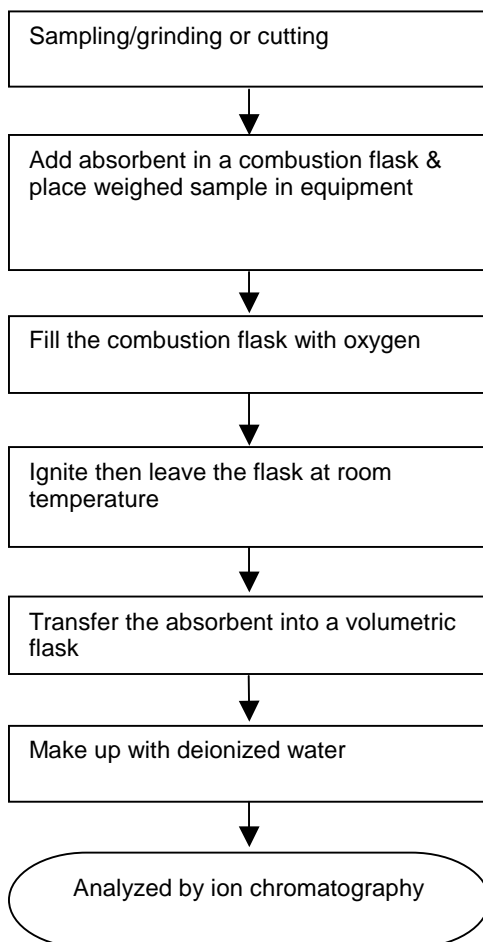 Sampling/grinding or cutting
Add absorbent in a combustion flask &
place weighed sample in equipment
Fill the combustion flask with oxygen
Ignite then leave the flask at room
temperature
Transfer the absorbent into a volumetric
flask
Make up with deionized water
Analyzed by ion chromatography